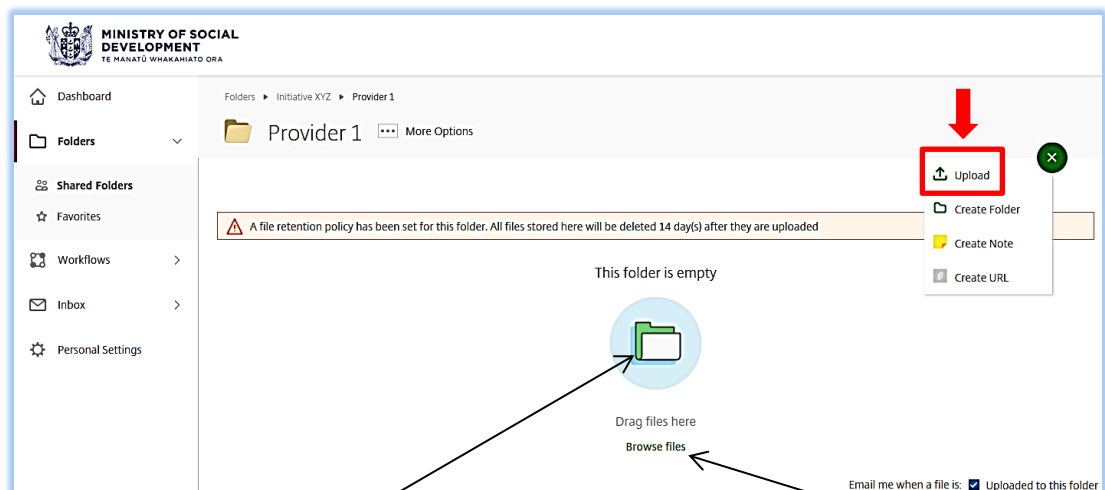 MINISTRY OF SOCIAL
DEVELOPMENT
TE MANATŪ WHAKAHIATO ORA
Dashboard
Folders
Shared Folders
Favorites
Workflows
Inbox
Personal Settings
Folders ▸ Initiative XYZ ▸ Provider 1
Provider 1 ••• More Options
Upload
Create Folder
Create Note
Create URL
A file retention policy has been set for this folder. All files stored here will be deleted 14 day(s) after they are uploaded
This folder is empty
Drag files here
Browse files
Email me when a file is: Uploaded to this folder